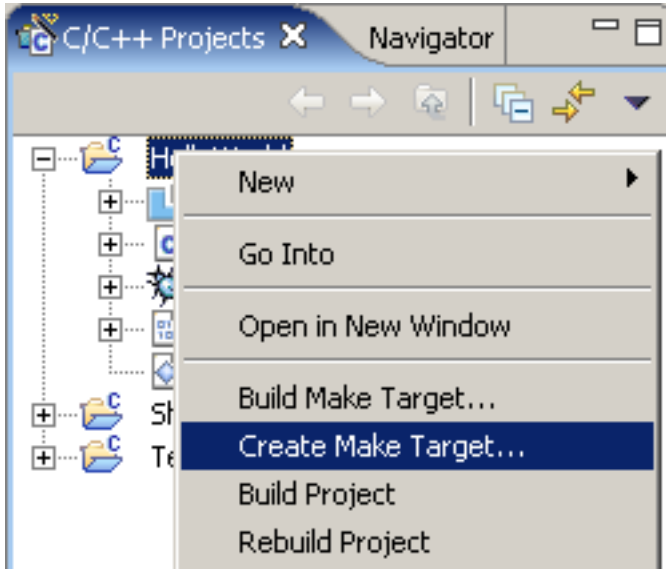 C/C++ Projects
Navigator
New
Go Into
Open in New Window
Build Make Target...
Create Make Target...
Build Project
Rebuild Project